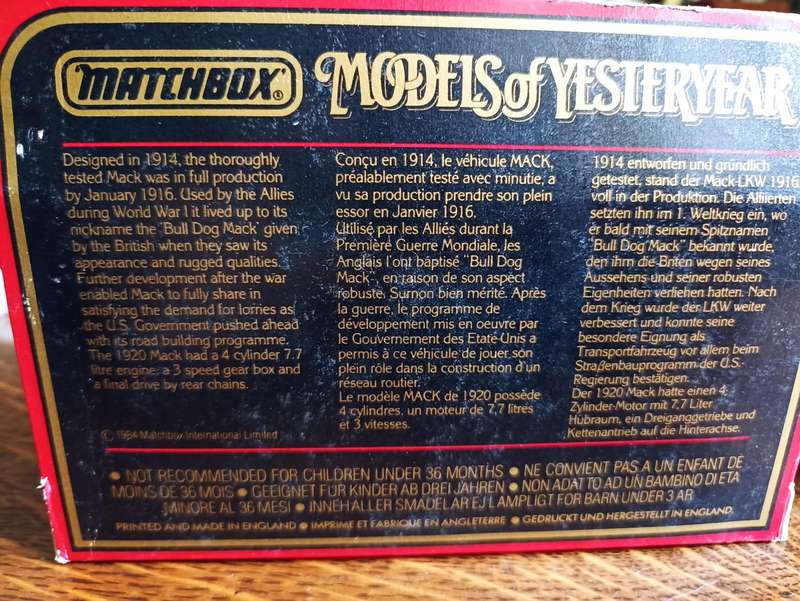 MATCHBOX®
MODELS of YESTERYEAR
Designed in 1914, the thoroughly
tested Mack was in full production
by January 1916. Used by the Allies
during World War I it lived up to its
nickname the "Bull Dog Mack" given
by the British when they saw its
appearance and rugged qualities.
Further development after the war
enabled Mack to fully share in
satisfying the demand for lorries as
the U.S. Government pushed ahead
with its road building programme.
The 1920 Mack had a 4 cylinder 7.7
litre engine, a 3 speed gear box and
a final drive by rear chains.
© 1984 Matchbox International Limited
Conçu en 1914, le véhicule MACK,
préalablement testé avec minutie, a
vu sa production prendre son plein
essor en Janvier 1916.
Utilisé par les Alliés durant la
Première Guerre Mondiale, les
Anglais l'ont baptisé "Bull Dog
Mack", en raison de son aspect
robuste. Surnon bien mérité. Après
la guerre, le programme de
développement mis en oeuvre par
le Gouvernement des Etats-Unis a
permis à ce véhicule de jouer son
plein rôle dans la construction d'un
réseau routier.
Le modèle MACK de 1920 possède
4 cylindres, un moteur de 7,7 litres
et 3 vitesses.
1914 entworfen und gründlich
getestet, stand der Mack-LKW 1916
voll in der Produktion. Die Alliierten
setzten ihn im 1. Weltkrieg ein, wo
er bald mit seinem Spitznamen
"Bull Dog Mack" bekannt wurde,
den ihm die Briten wegen seines
Aussehens und seiner robusten
Eigenheiten verliehen hatten. Nach
dem Krieg wurde der LKW weiter
verbessert und konnte seine
besondere Eignung als
Transportfahrzeug vor allem beim
Straßenbauprogramm der U.S.-
Regierung bestätigen.
Der 1920 Mack hatte einen 4-
Zylinder-Motor mit 7,7 Liter
Hubraum, ein Dreiganggetriebe und
Kettenantrieb auf die Hinterachse.
• NOT RECOMMENDED FOR CHILDREN UNDER 36 MONTHS • NE CONVIENT PAS A UN ENFANT DE
MOINS DE 36 MOIS • GEEIGNET FUR KINDER AB DREI JAHREN • NON ADATTO AD UN BAMBINO DI ETA
MINORE AL 36 MESI • INNEHALLER SMADELAR EJ LAMPLIGT FOR BARN UNDER 3 AR
PRINTED AND MADE IN ENGLAND • IMPRIME ET FABRIQUE EN ANGLETERRE • GEDRUCKT UND HERGESTELLT IN ENGLAND.